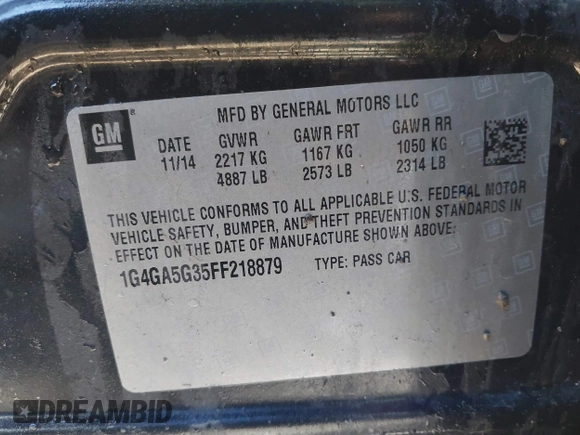 GM
MFD BY GENERAL MOTORS LLC
DATE GVWR GAWR FRT GAWR RR
11/14 2217 KG 1167 KG 1050 KG
4887 LB 2573 LB 2314 LB
THIS VEHICLE CONFORMS TO ALL APPLICABLE U.S. FEDERAL MOTOR
VEHICLE SAFETY, BUMPER, AND THEFT PREVENTION STANDARDS IN
EFFECT ON THE DATE OF MANUFACTURE SHOWN ABOVE.
1G4GA5G35FF218879 TYPE: PASS CAR
DREAMBID